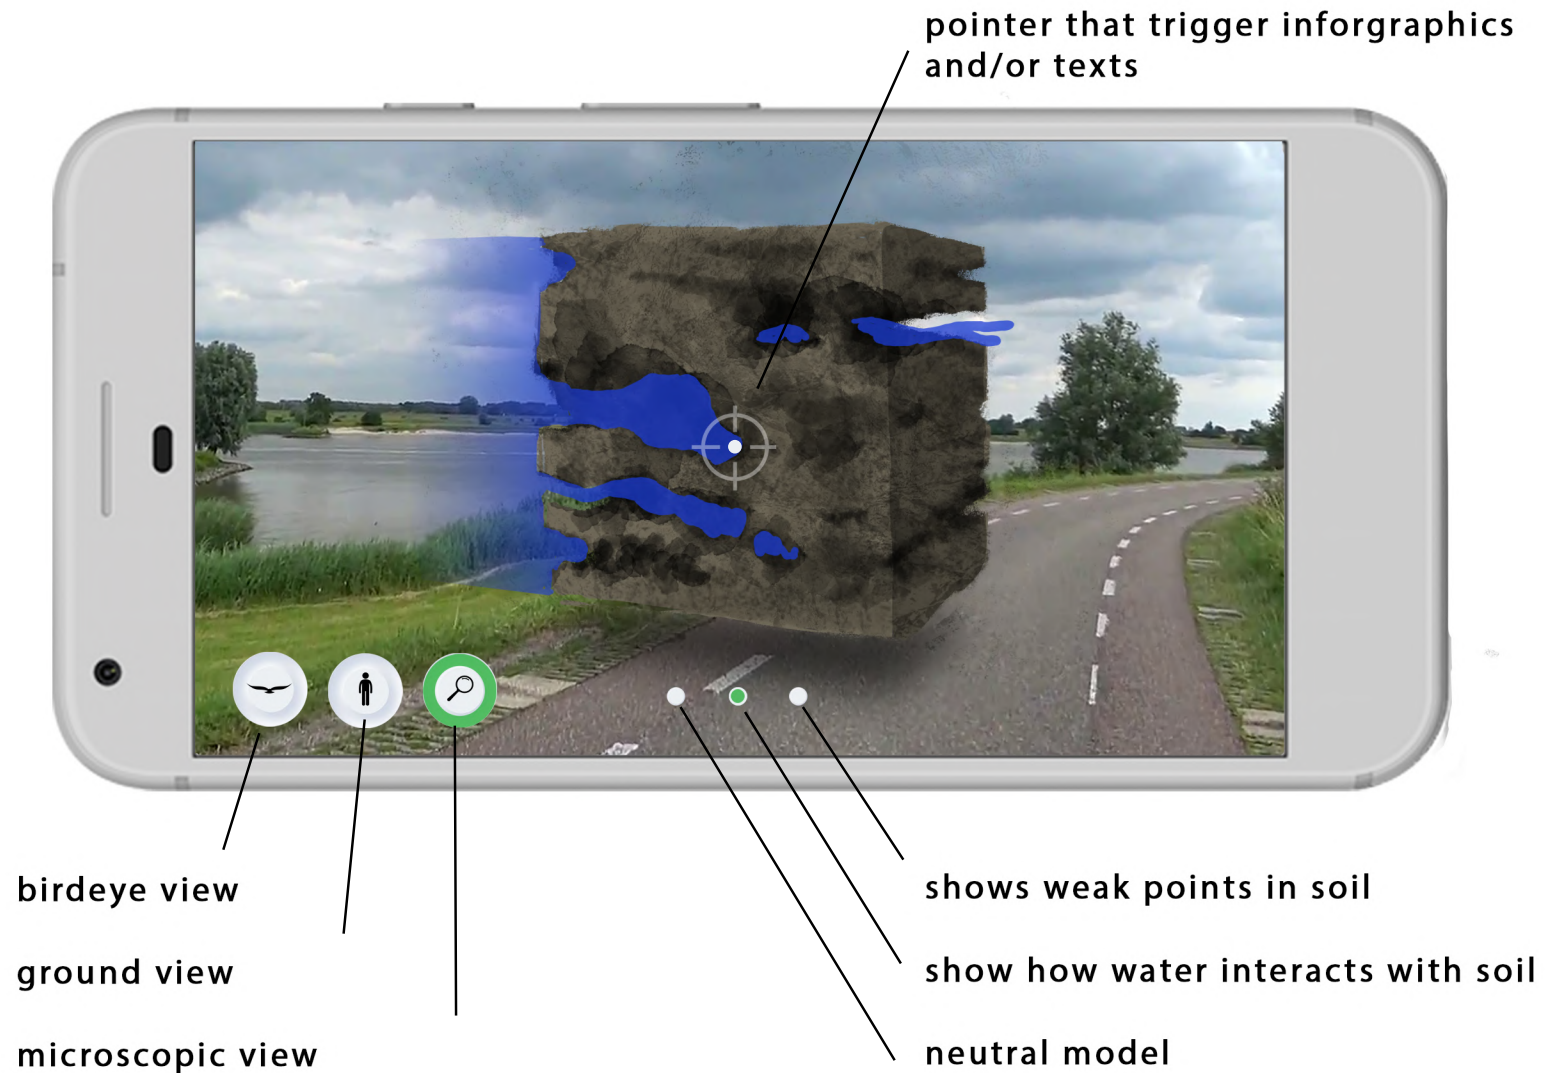 pointer that trigger inforgraphics
and/or texts
birdeye view
ground view
microscopic view
shows weak points in soil
show how water interacts with soil
neutral model